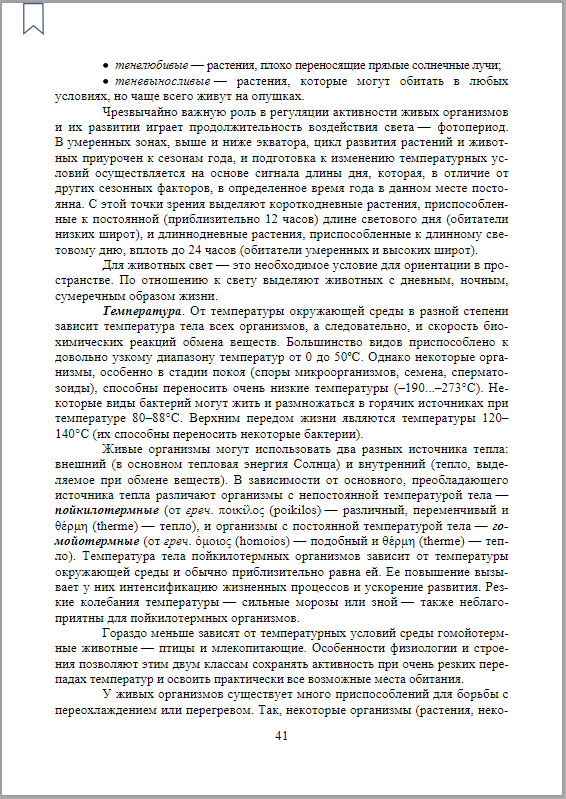 • тенелюбивые — растения, плохо переносящие прямые солнечные лучи;
• теневыносливые — растения, которые могут обитать в любых
условиях, но чаще всего живут на опушках.
Чрезвычайно важную роль в регуляции активности живых организмов
и их развитии играет продолжительность воздействия света — фотопериод.
В умеренных зонах, выше и ниже экватора, цикл развития растений и живот-
ных приурочен к сезонам года, и подготовка к изменению температурных ус-
ловий осуществляется на основе сигнала длины дня, которая, в отличие от
других сезонных факторов, в определенное время года в данном месте посто-
янна. С этой точки зрения выделяют короткодневные растения, приспособлен-
ные к постоянной (приблизительно 12 часов) длине светового дня (обитатели
низких широт), и длиннодневные растения, приспособленные к длинному све-
товому дню, вплоть до 24 часов (обитатели умеренных и высоких широт).
Для животных свет — это необходимое условие для ориентации в про-
странстве. По отношению к свету выделяют животных с дневным, ночным,
сумеречным образом жизни.
Температура. От температуры окружающей среды в разной степени
зависит температура тела всех организмов, а следовательно, и скорость био-
химических реакций обмена веществ. Большинство видов приспособлено к
довольно узкому диапазону температур от 0 до 50°С. Однако некоторые орга-
низмы, особенно в стадии покоя (споры микроорганизмов, семена, спермато-
зоиды), способны переносить очень низкие температуры (–190...–273°С). Не-
которые виды бактерий могут жить и размножаться в горячих источниках при
температуре 80–88°С. Верхним передом жизни являются температуры 120–
140°С (их способны переносить некоторые бактерии).
Живые организмы могут использовать два разных источника тепла:
внешний (в основном тепловая энергия Солнца) и внутренний (тепло, выде-
ляемое при обмене веществ). В зависимости от основного, преобладающего
источника тепла различают организмы с непостоянной температурой тела —
пойкилотермные (от греч. ποικίλος (poikilos) — различный, переменчивый и
θέρμη (therme) — тепло), и организмы с постоянной температурой тела — го-
мойотермные (от греч. όμοιος (homoios) — подобный и θέρμη (therme) — теп-
ло). Температура тела пойкилотермных организмов зависит от температуры
окружающей среды и обычно приблизительно равна ей. Ее повышение вызы-
вает у них интенсификацию жизненных процессов и ускорение развития. Рез-
кие колебания температуры — сильные морозы или зной — также неблаго-
приятны для пойкилотермных организмов.
Гораздо меньше зависят от температурных условий среды гомойотерм-
ные животные — птицы и млекопитающие. Особенности физиологии и строе-
ния позволяют этим двум классам сохранять активность при очень резких пере-
падах температур и освоить практически все возможные места обитания.
У живых организмов существует много приспособлений для борьбы с
переохлаждением или перегревом. Так, некоторые организмы (растения, неко-
41